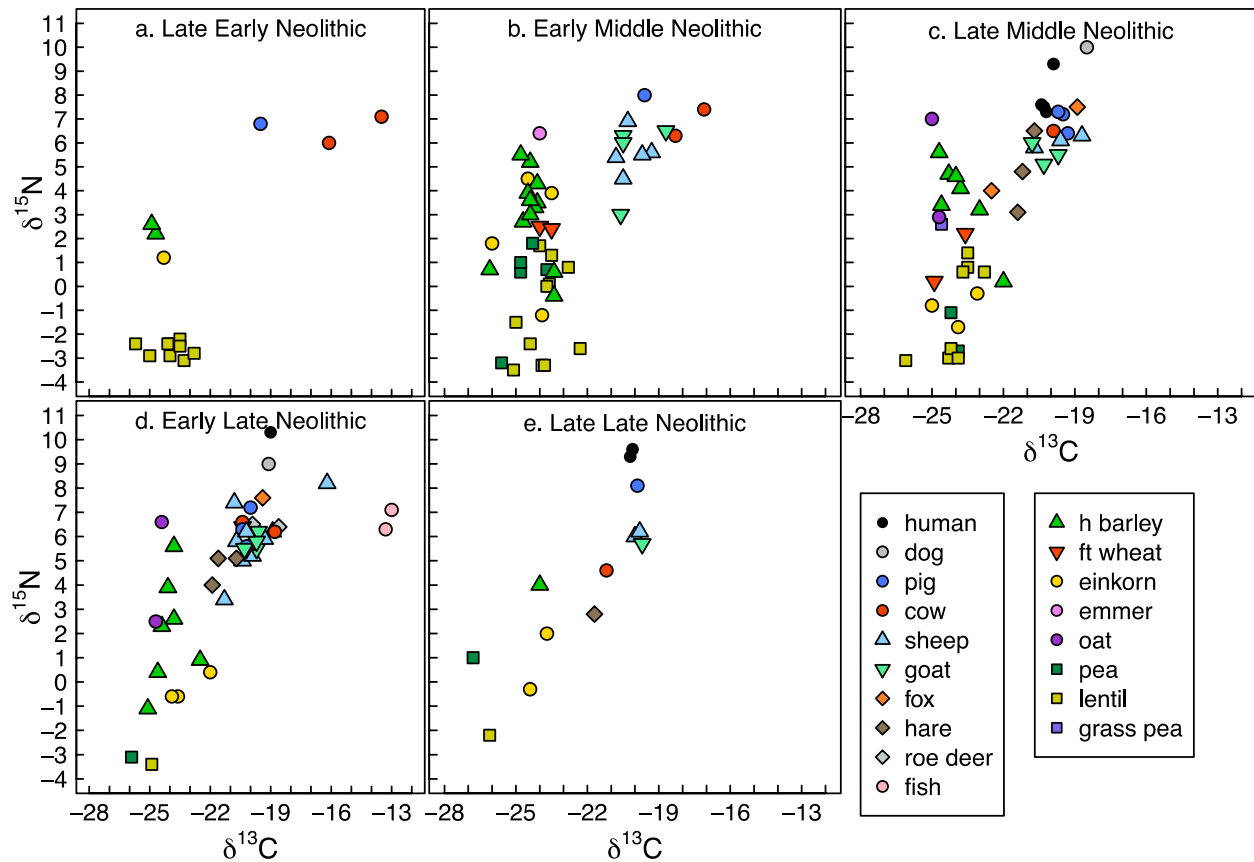 a. Late Early Neolithic
b. Early Middle Neolithic
c. Late Middle Neolithic
11
10
9
8
7
6
5
4
3
2
1
0
−1
−2
−3
−4
δ¹⁵N
−28 −25 −22 −19 −16 −13
δ¹³C
d. Early Late Neolithic
e. Late Late Neolithic
11
10
9
8
7
6
5
4
3
2
1
0
−1
−2
−3
−4
δ¹⁵N
−28 −25 −22 −19 −16 −13
δ¹³C
−28 −25 −22 −19 −16 −13
δ¹³C
human
dog
pig
cow
sheep
goat
fox
hare
roe deer
fish
h barley
ft wheat
einkorn
emmer
oat
pea
lentil
grass pea